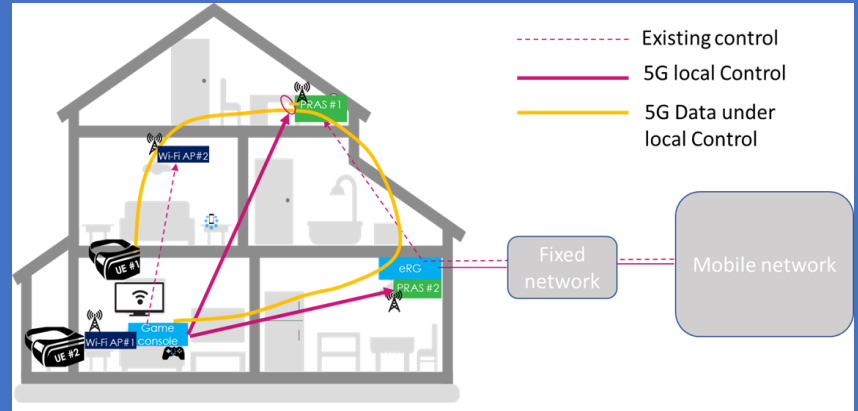 Existing control
5G local Control
5G Data under
local Control
PRAS #1
Wi-Fi AP#2
UE #1
eRG
PRAS #2
Fixed
network
Mobile network
Game
console
Wi-Fi AP#1
UE #2